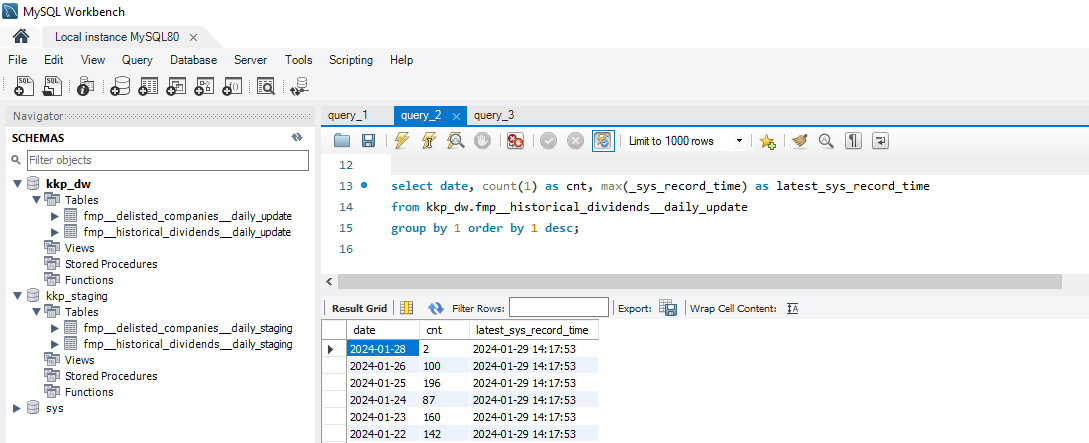 MySQL Workbench
Local instance MySQL80
File Edit View Query Database Server Tools Scripting Help
Navigator
SCHEMAS
Filter objects
kkp_dw
Tables
fmp__delisted_companies__daily_update
fmp__historical_dividends__daily_update
Views
Stored Procedures
Functions
kkp_staging
Tables
fmp__delisted_companies__daily_staging
fmp__historical_dividends__daily_staging
Views
Stored Procedures
Functions
sys
query_1 query_2 query_3
Limit to 1000 rows
12
13 select date, count(1) as cnt, max(_sys_record_time) as latest_sys_record_time
14 from kkp_dw.fmp__historical_dividends__daily_update
15 group by 1 order by 1 desc;
16
Result Grid Filter Rows: Export: Wrap Cell Content:
date cnt latest_sys_record_time
2024-01-28 2 2024-01-29 14:17:53
2024-01-26 100 2024-01-29 14:17:53
2024-01-25 196 2024-01-29 14:17:53
2024-01-24 87 2024-01-29 14:17:53
2024-01-23 160 2024-01-29 14:17:53
2024-01-22 142 2024-01-29 14:17:53